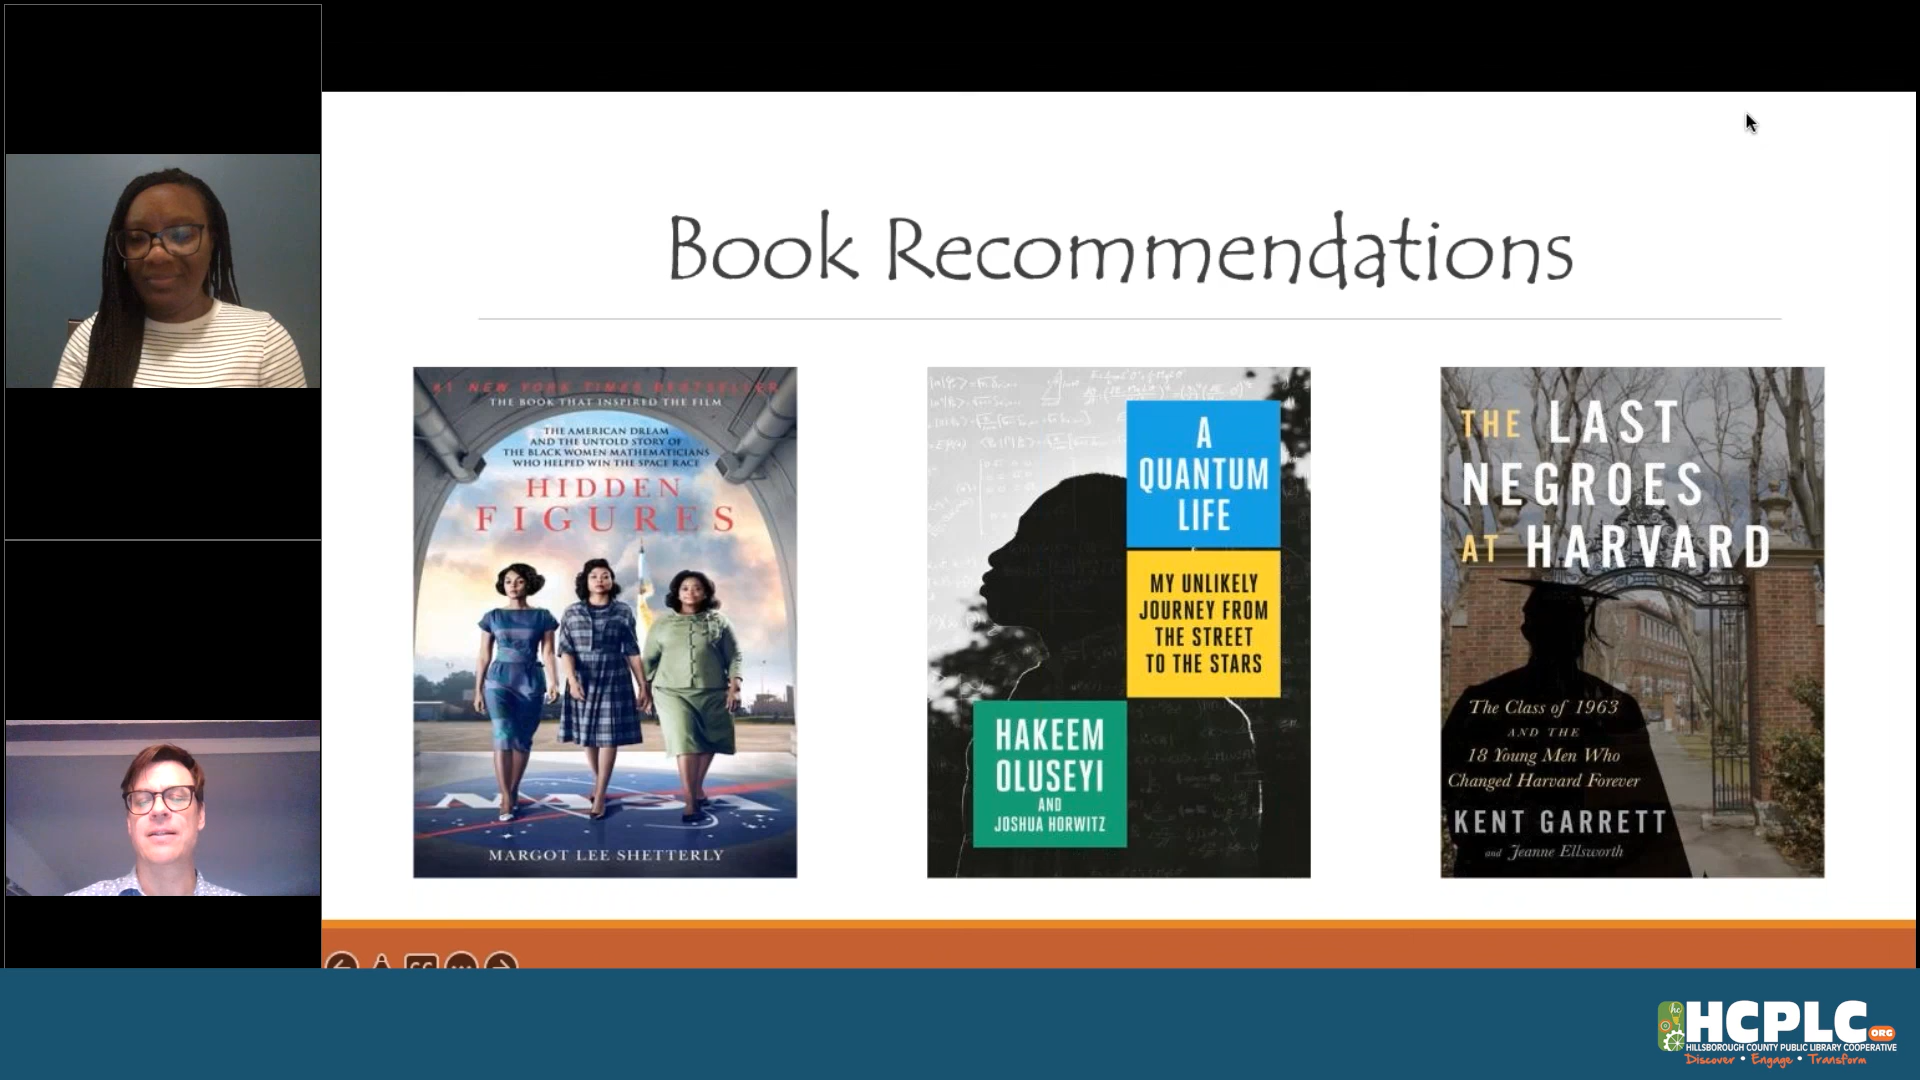 Book Recommendations
#1 NEW YORK TIMES BESTSELLER
THE BOOK THAT INSPIRED THE FILM
THE AMERICAN DREAM
AND THE UNTOLD STORY OF
THE BLACK WOMEN MATHEMATICIANS
WHO HELPED WIN THE SPACE RACE
HIDDEN
FIGURES
NASA
MARGOT LEE SHETTERLY
A
QUANTUM
LIFE
MY UNLIKELY
JOURNEY FROM
THE STREET
TO THE STARS
HAKEEM
OLUSEYI
AND
JOSHUA HORWITZ
THE LAST
NEGROES
AT HARVARD
The Class of 1963
AND THE
18 Young Men Who
Changed Harvard Forever
KENT GARRETT
and Jeanne Ellsworth
hc
HCPLC.ORG
HILLSBOROUGH COUNTY PUBLIC LIBRARY COOPERATIVE
Discover • Engage • Transform